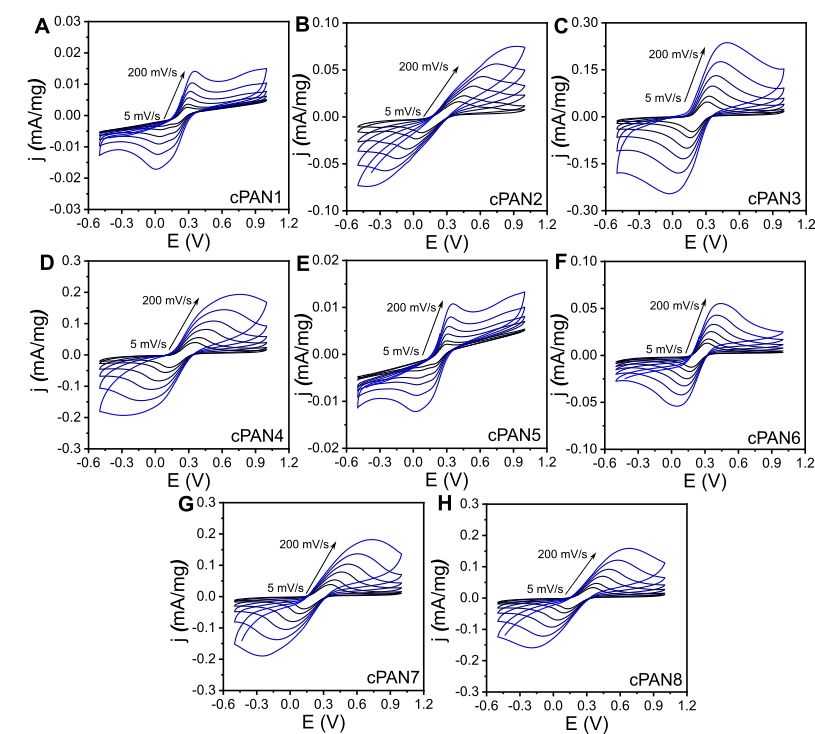 A
0.03
0.02
0.01
0.00
-0.01
-0.02
-0.03
j (mA/mg)
200 mV/s
5 mV/s
cPAN1
-0.6 -0.3 0.0 0.3 0.6 0.9 1.2
E (V)
B
0.10
0.05
0.00
-0.05
-0.10
j (mA/mg)
200 mV/s
5 mV/s
cPAN2
-0.6 -0.3 0.0 0.3 0.6 0.9 1.2
E (V)
C
0.30
0.15
0.00
-0.15
-0.30
j (mA/mg)
200 mV/s
5 mV/s
cPAN3
-0.6 -0.3 0.0 0.3 0.6 0.9 1.2
E (V)
D
0.3
0.2
0.1
0.0
-0.1
-0.2
-0.3
j (mA/mg)
200 mV/s
5 mV/s
cPAN4
-0.6 -0.3 0.0 0.3 0.6 0.9 1.2
E (V)
E
0.02
0.01
0.00
-0.01
-0.02
j (mA/mg)
200 mV/s
5 mV/s
cPAN5
-0.6 -0.3 0.0 0.3 0.6 0.9 1.2
E (V)
F
0.10
0.05
0.00
-0.05
-0.10
j (mA/mg)
200 mV/s
5 mV/s
cPAN6
-0.6 -0.3 0.0 0.3 0.6 0.9 1.2
E (V)
G
0.3
0.2
0.1
0.0
-0.1
-0.2
-0.3
j (mA/mg)
200 mV/s
5 mV/s
cPAN7
-0.6 -0.3 0.0 0.3 0.6 0.9 1.2
E (V)
H
0.3
0.2
0.1
0.0
-0.1
-0.2
-0.3
j (mA/mg)
200 mV/s
5 mV/s
cPAN8
-0.6 -0.3 0.0 0.3 0.6 0.9 1.2
E (V)